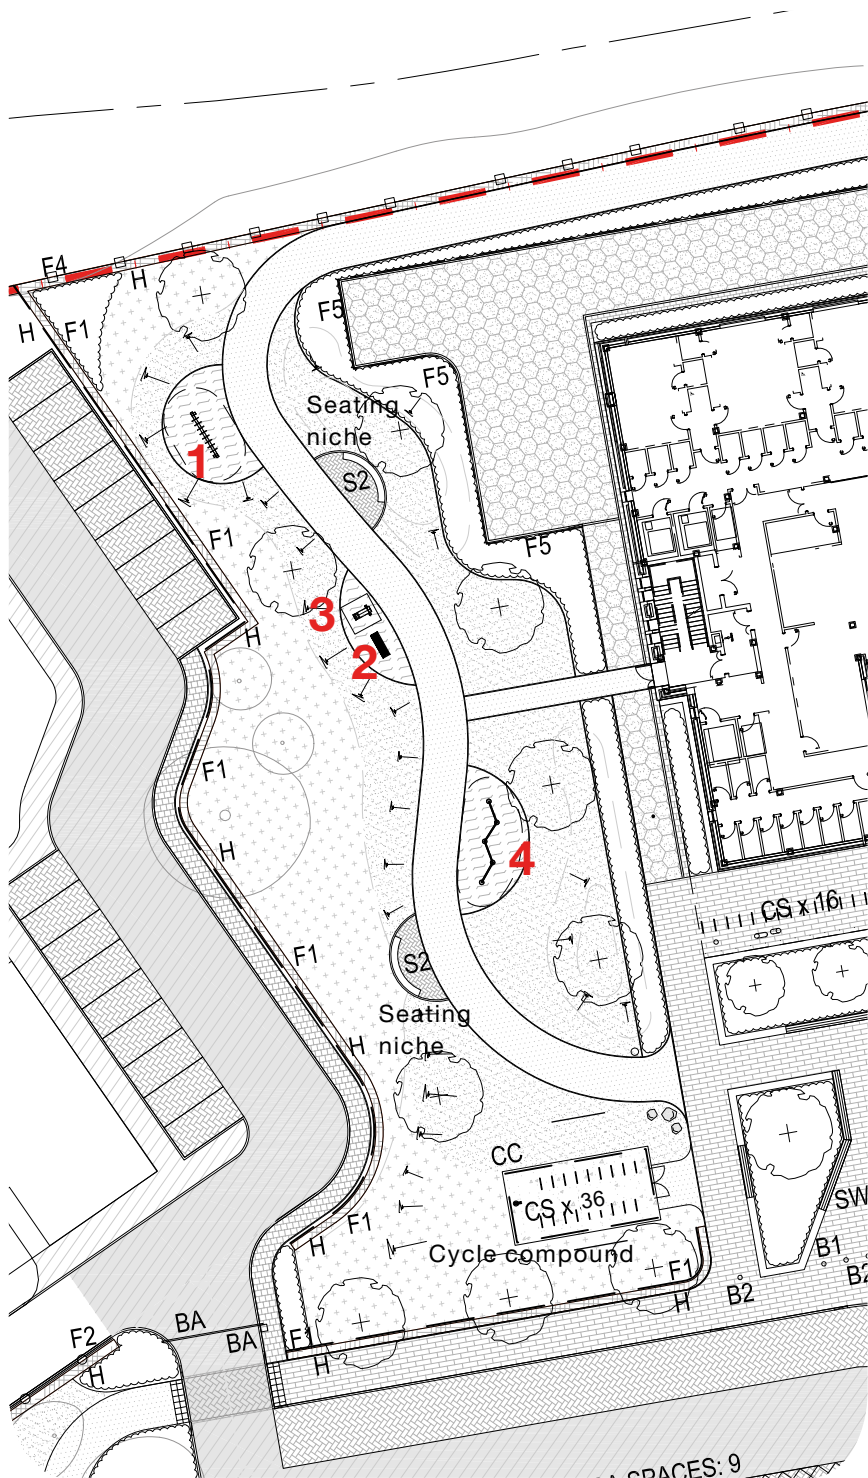 F4
H
H
F1
F5
F5
Seating
niche
1
S2
F1
F5
3
H
2
F1
H
4
CS x 16
F1
S2
Seating
niche
H
CC
CS x 36
SW
F1
H
Cycle compound
B1
F1
B2
B2
H
BA
F2
BA
F1
H
H
SPACES: 9